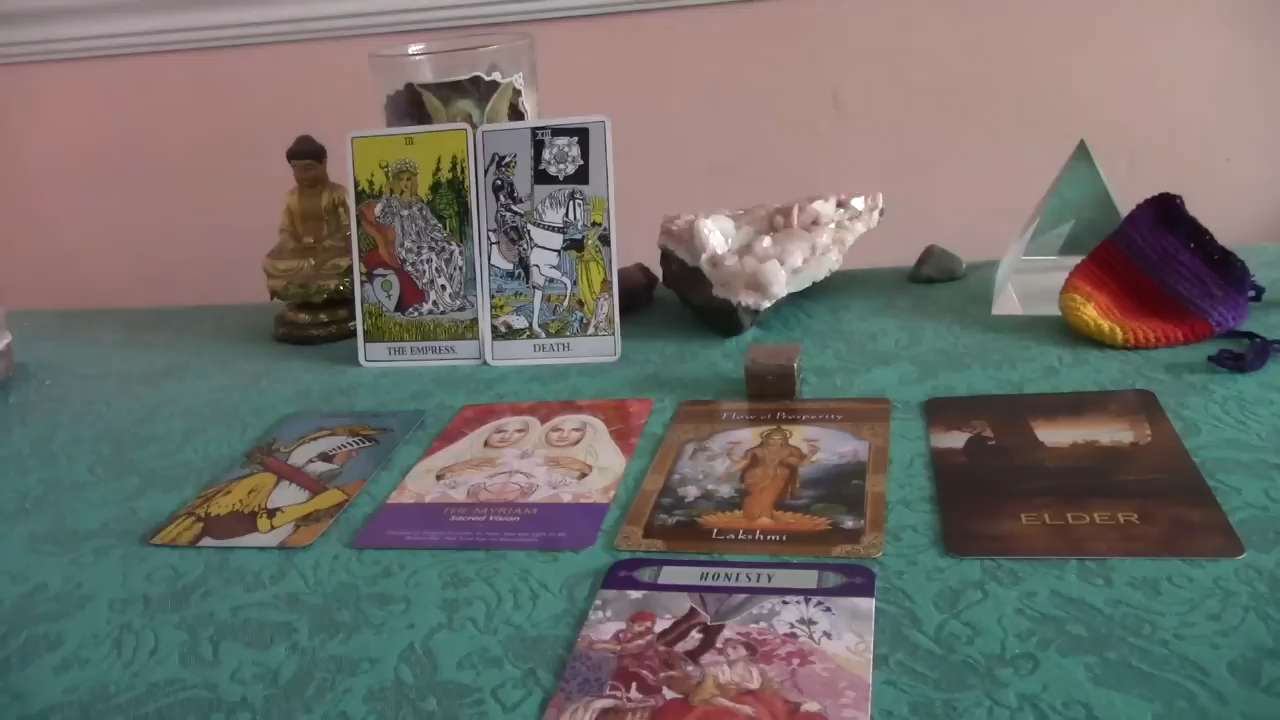 III
XIII
THE EMPRESS.
DEATH.
THE MYRIAM
Sacred Vision
Flow of Prosperity
Lakshmi
ELDER
HONESTY